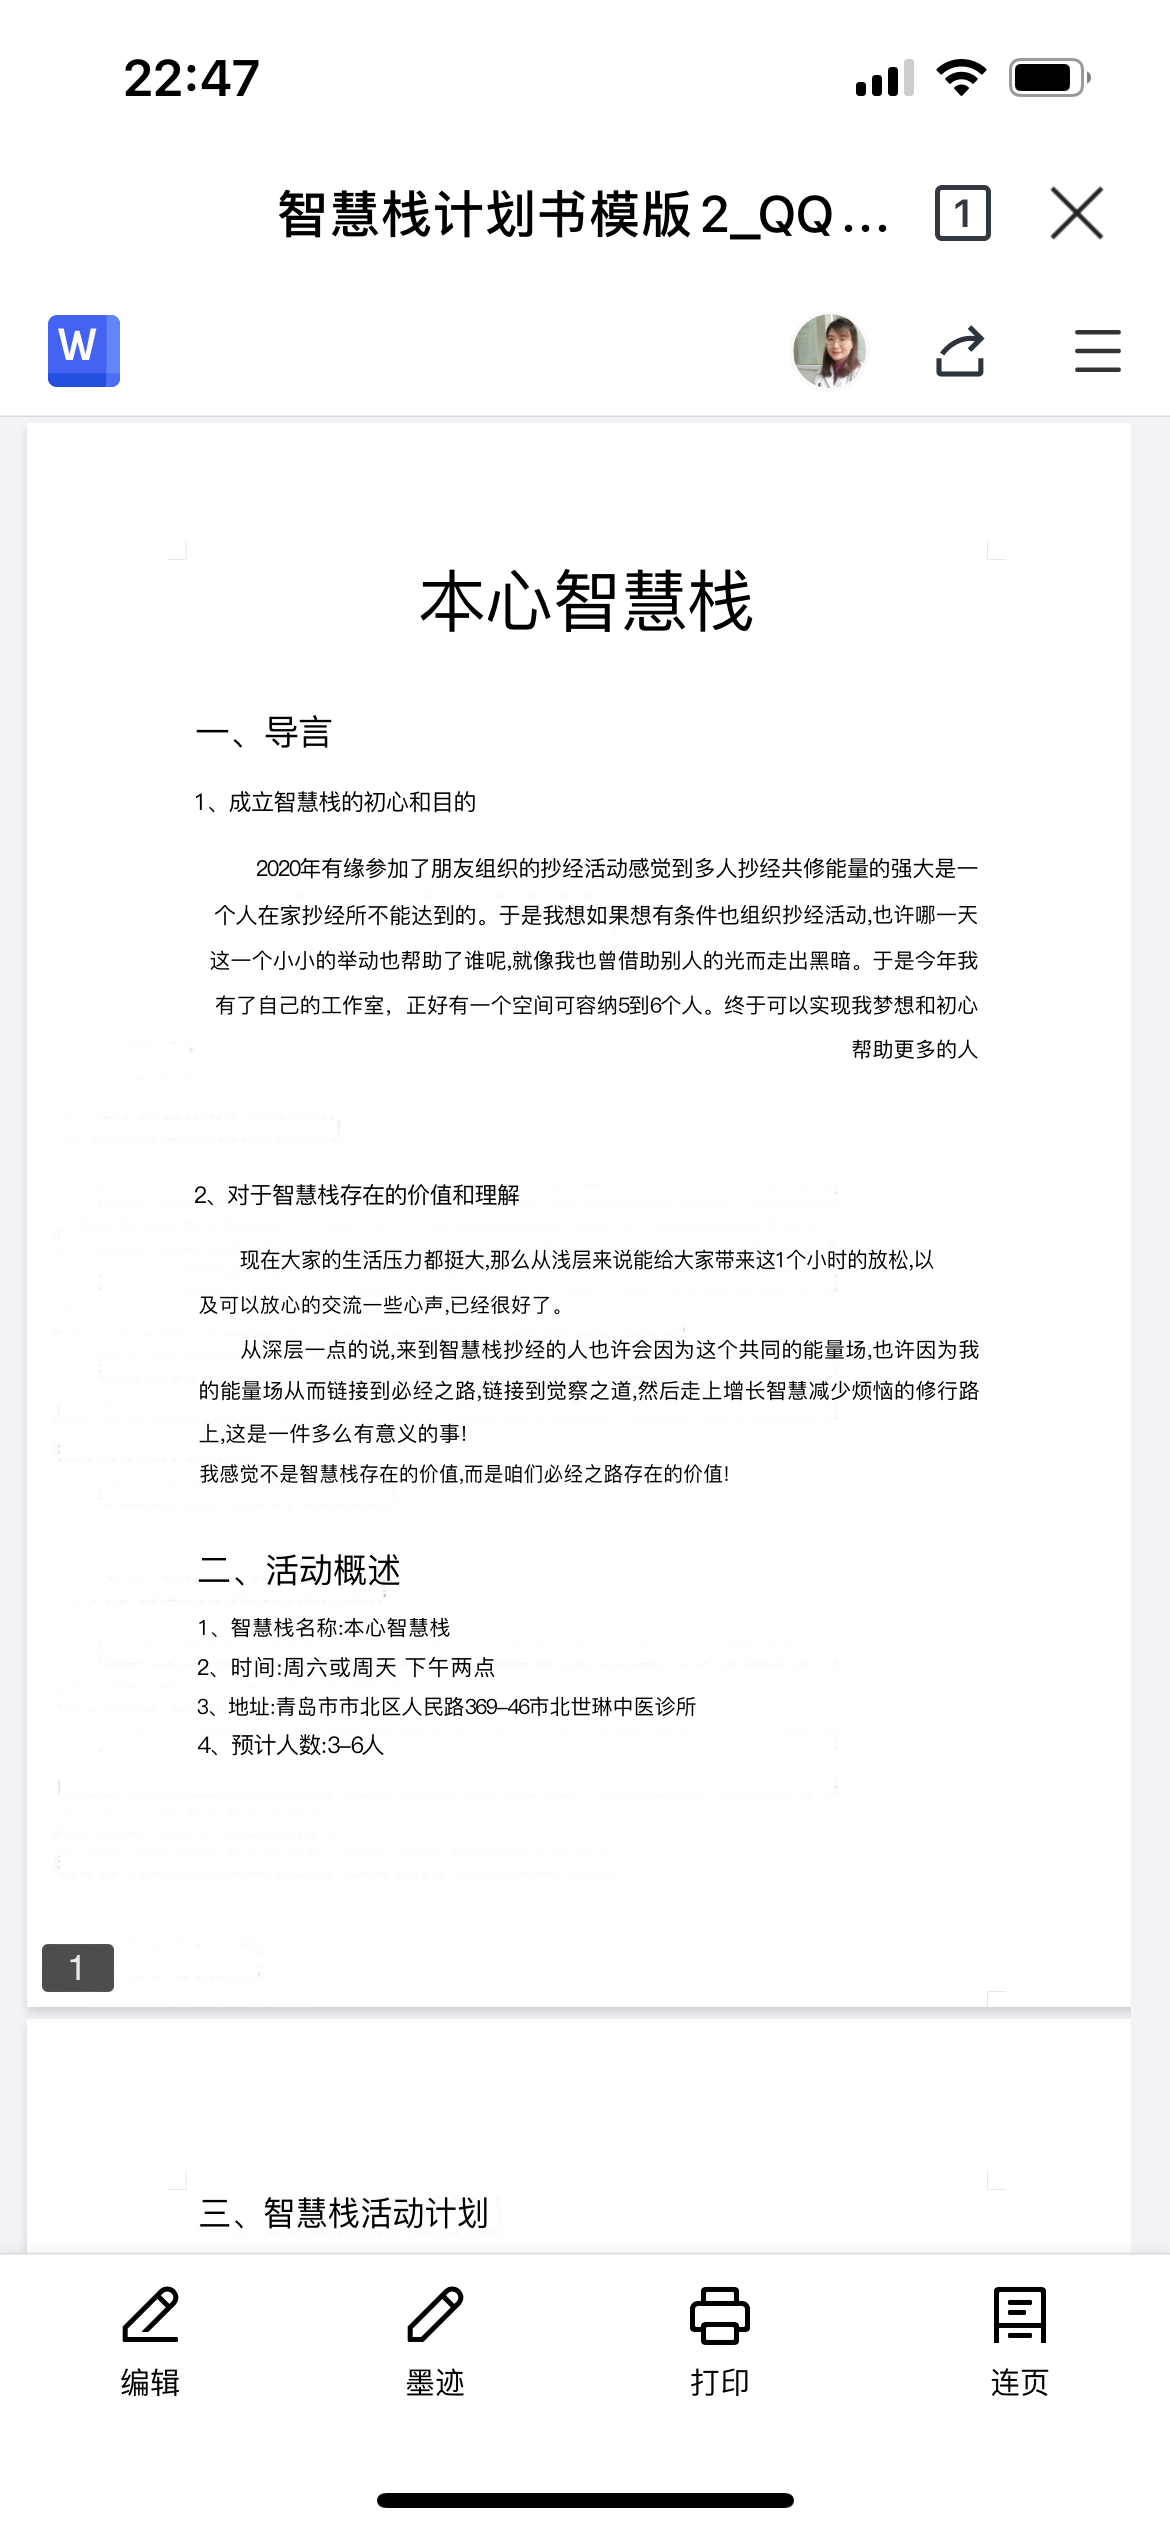 22:47
智慧栈计划书模版2_QQ...
1
W
本心智慧栈
一、导言
1、成立智慧栈的初心和目的
2020年有缘参加了朋友组织的抄经活动感觉到多人抄经共修能量的强大是一
个人在家抄经所不能达到的。于是我想如果想有条件也组织抄经活动,也许哪一天
这一个小小的举动也帮助了谁呢,就像我也曾借助别人的光而走出黑暗。于是今年我
有了自己的工作室，正好有一个空间可容纳5到6个人。终于可以实现我梦想和初心
帮助更多的人
2、对于智慧栈存在的价值和理解
现在大家的生活压力都挺大,那么从浅层来说能给大家带来这1个小时的放松,以
及可以放心的交流一些心声,已经很好了。
从深层一点的说,来到智慧栈抄经的人也许会因为这个共同的能量场,也许因为我
的能量场从而链接到必经之路,链接到觉察之道,然后走上增长智慧减少烦恼的修行路
上,这是一件多么有意义的事!
我感觉不是智慧栈存在的价值,而是咱们必经之路存在的价值!
二、活动概述
1、智慧栈名称:本心智慧栈
2、时间:周六或周天 下午两点
3、地址:青岛市市北区人民路369–46市北世琳中医诊所
4、预计人数:3–6人
1
三、智慧栈活动计划
编辑 墨迹 打印 连页